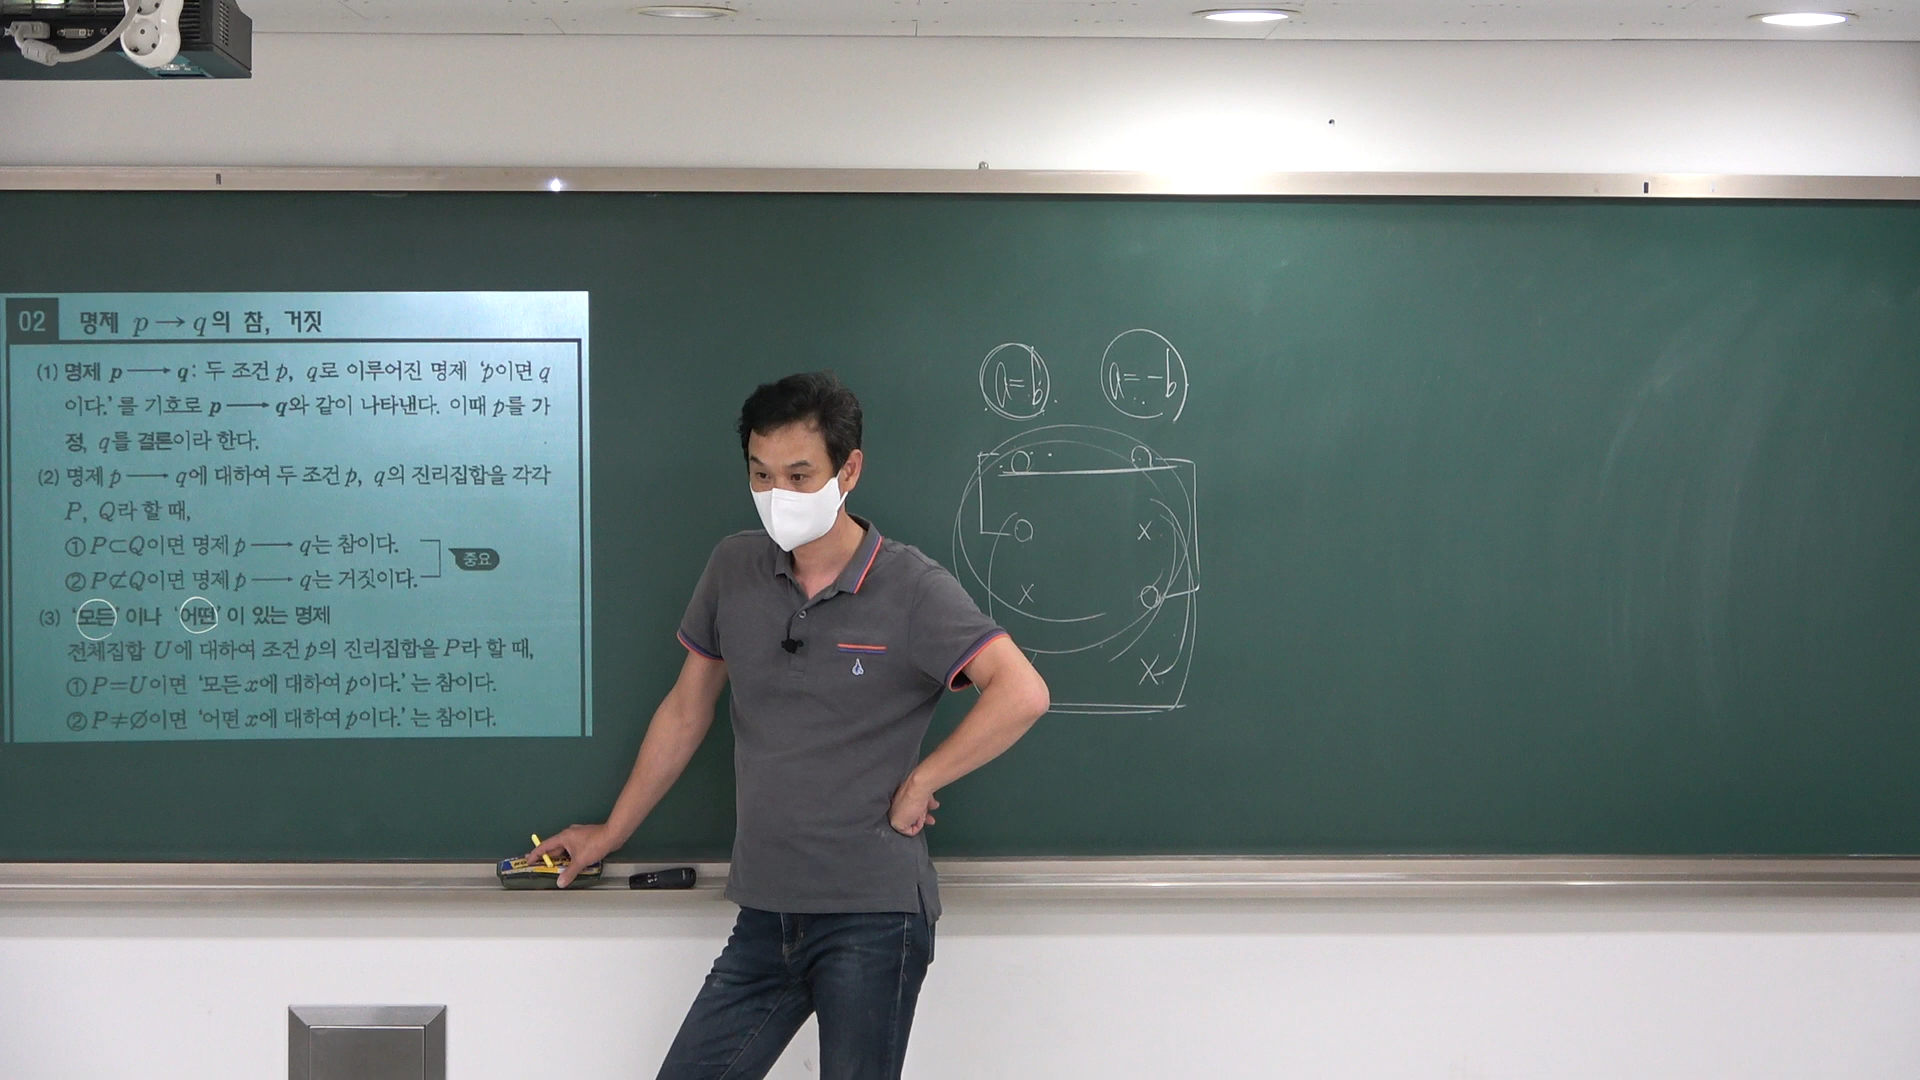 02 명제 p → q의 참, 거짓
(1) 명제 p → q: 두 조건 p, q로 이루어진 명제 ‘p이면 q
이다.’를 기호로 p → q와 같이 나타낸다. 이때 p를 가
정, q를 결론이라 한다.
(2) 명제 p → q에 대하여 두 조건 p, q의 진리집합을 각각
P, Q라 할 때,
① P⊂Q이면 명제 p → q는 참이다.
② P⊄Q이면 명제 p → q는 거짓이다.
중요
(3) ‘모든’이나 ‘어떤’이 있는 명제
전체집합 U에 대하여 조건 p의 진리집합을 P라 할 때,
① P=U이면 ‘모든 x에 대하여 p이다.’는 참이다.
② P≠∅이면 ‘어떤 x에 대하여 p이다.’는 참이다.
a=b a=-b
O O
O X
X O
X